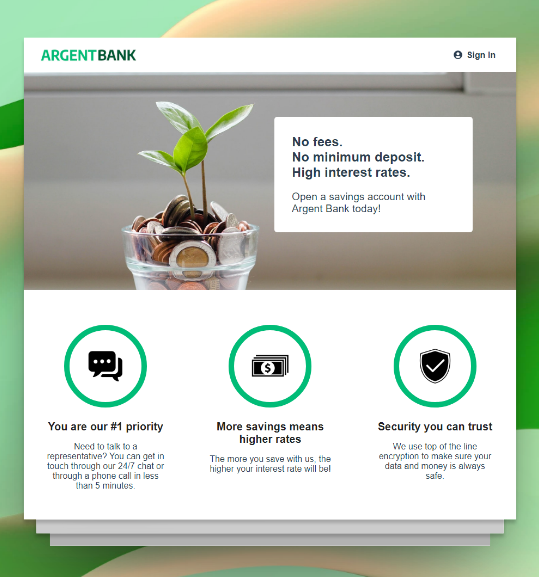 ARGENTBANK
Sign In
No fees.
No minimum deposit.
High interest rates.
Open a savings account with
Argent Bank today!
You are our #1 priority
Need to talk to a
representative? You can get in
touch through our 24/7 chat or
through a phone call in less
than 5 minutes.
More savings means
higher rates
The more you save with us, the
higher your interest rate will be!
Security you can trust
We use top of the line
encryption to make sure your
data and money is always
safe.